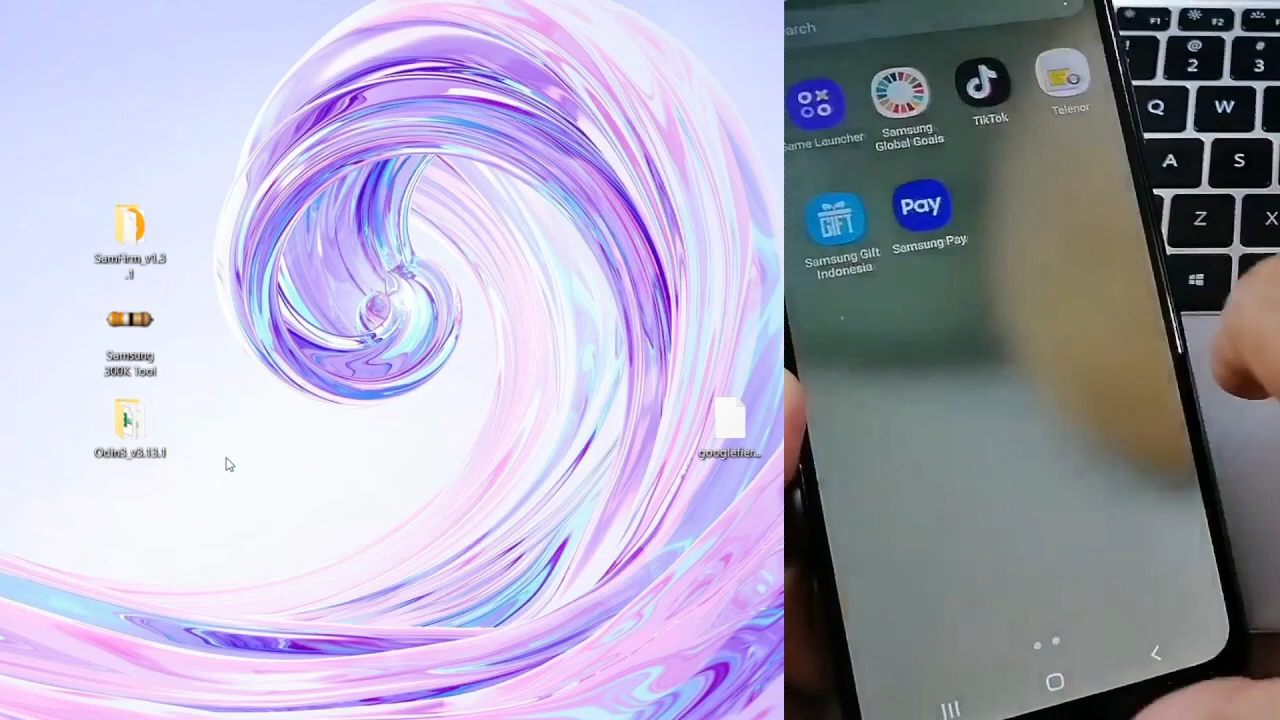 SamFirm_v1.3
.1
Samsung
300K Tool
Odin3_v3.13.1
googlefier...
arch
Game Launcher
Samsung
Global Goals
TikTok
Telenor
GIFT
Pay
Samsung Gift
Indonesia
Samsung Pay
F1
F2
@
2
#
3
Q
W
A
S
Z
X